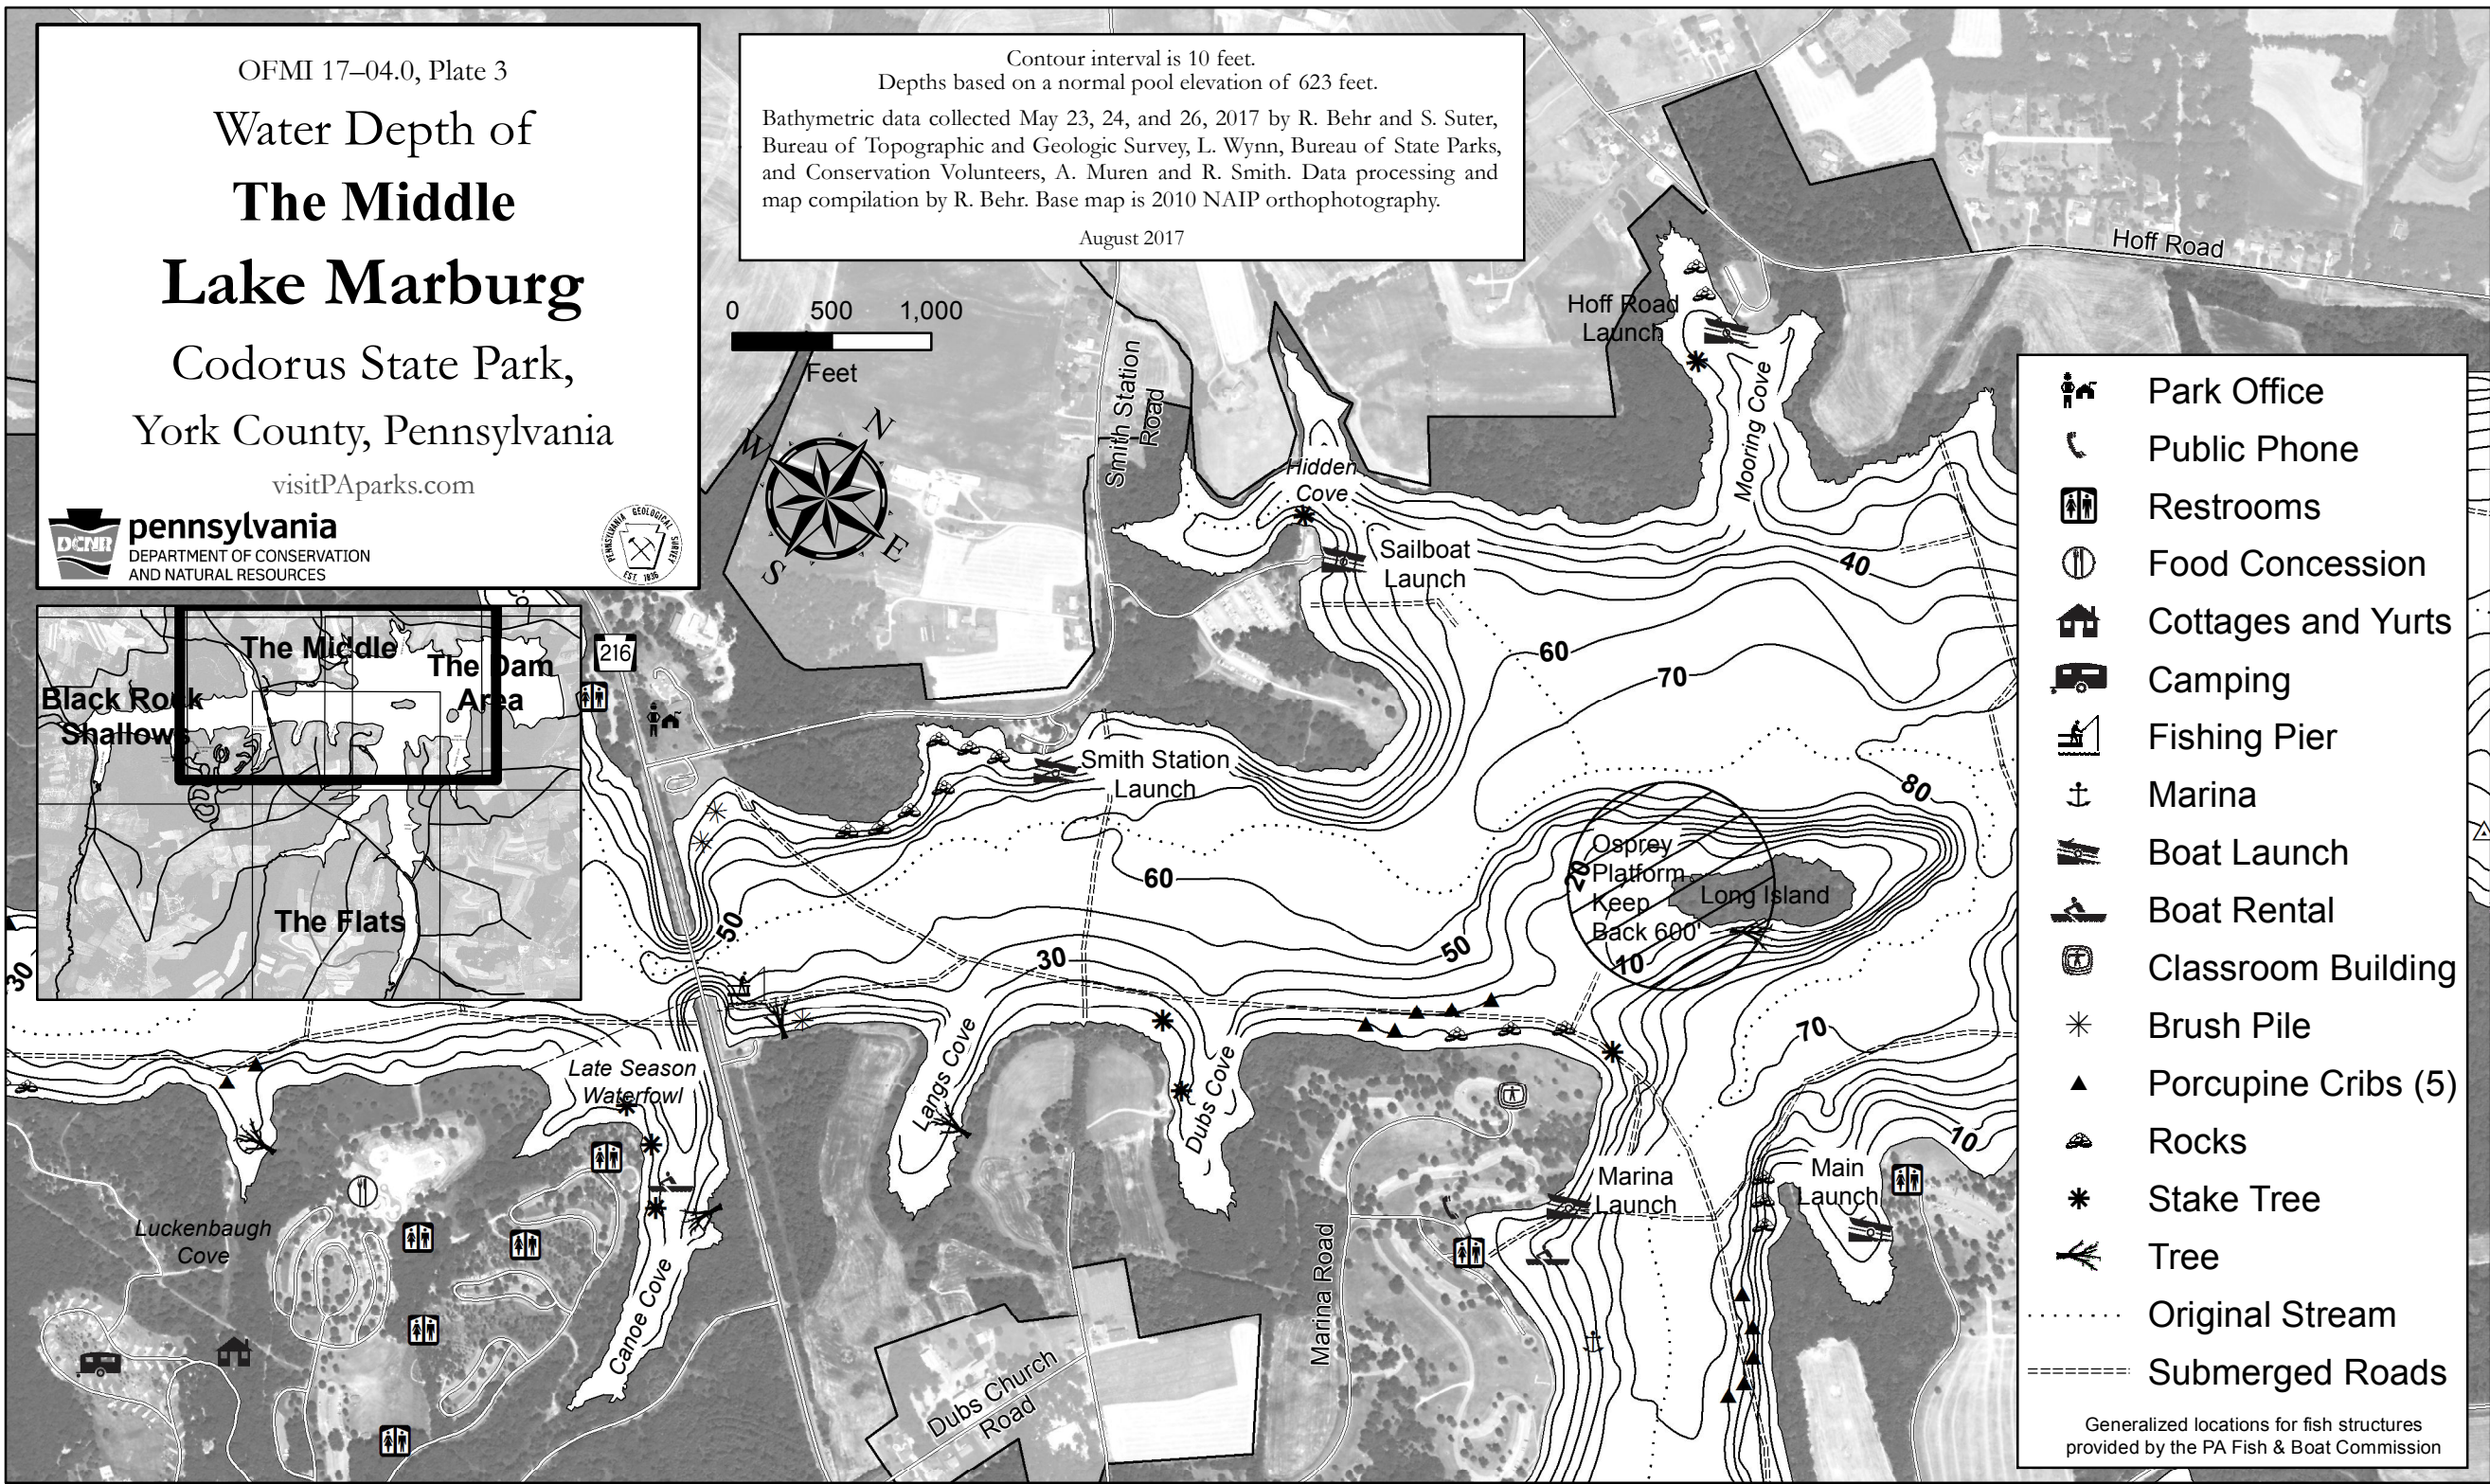 OFMI 17–04.0, Plate 3
Water Depth of
The Middle
Lake Marburg
Codorus State Park,
York County, Pennsylvania
visitPAparks.com
DCNR
pennsylvania
DEPARTMENT OF CONSERVATION
AND NATURAL RESOURCES
PENNSYLVANIA GEOLOGICAL SURVEY
EST. 1836
Contour interval is 10 feet.
Depths based on a normal pool elevation of 623 feet.
Bathymetric data collected May 23, 24, and 26, 2017 by R. Behr and S. Suter,
Bureau of Topographic and Geologic Survey, L. Wynn, Bureau of State Parks,
and Conservation Volunteers, A. Muren and R. Smith. Data processing and
map compilation by R. Behr. Base map is 2010 NAIP orthophotography.
August 2017
0 500 1,000
Feet
N
W
E
S
Smith Station
Road
Hoff Road
Hoff Road
Launch
Mooring Cove
Hidden
Cove
Sailboat
Launch
40
60
70
80
Smith Station
Launch
60
50
30
50
20
10
Osprey
Platform
Keep
Back 600'
Long Island
70
10
216
The Middle
The Dam
Area
Black Rock
Shallows
The Flats
30
Late Season
Waterfowl
Langs Cove
Dubs Cove
Luckenbaugh
Cove
Canoe Cove
Dubs Church
Road
Marina Road
Marina
Launch
Main
Launch
Park Office
Public Phone
Restrooms
Food Concession
Cottages and Yurts
Camping
Fishing Pier
Marina
Boat Launch
Boat Rental
Classroom Building
Brush Pile
Porcupine Cribs (5)
Rocks
Stake Tree
Tree
Original Stream
Submerged Roads
Generalized locations for fish structures
provided by the PA Fish & Boat Commission